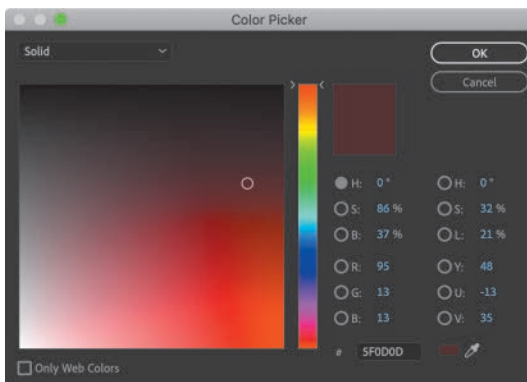 Color Picker
Solid
OK
Cancel
H: 0° H: 0°
S: 86 % S: 32 %
B: 37 % L: 21 %
R: 95 Y: 48
G: 13 U: -13
B: 13 V: 35
# 5F0D0D
Only Web Colors